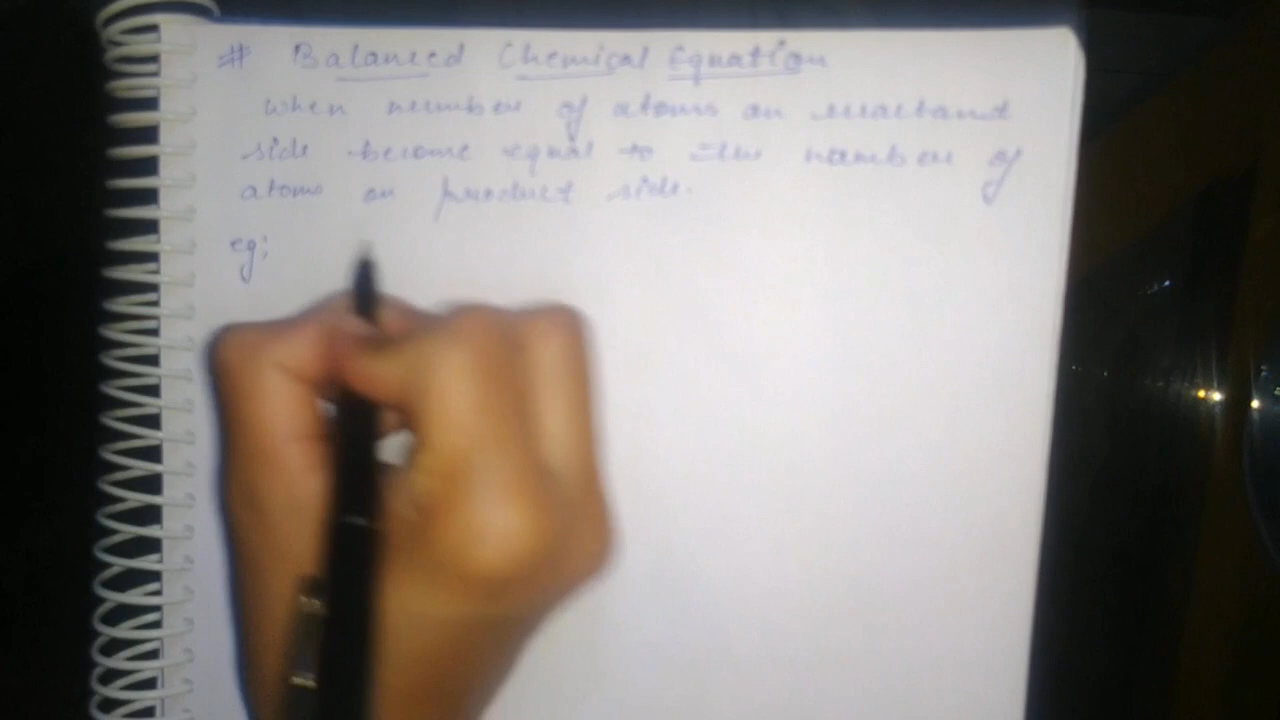 # Balanced Chemical Equation
when number of atoms on reactand
side become equal to the number of
atoms on product side.
eg: